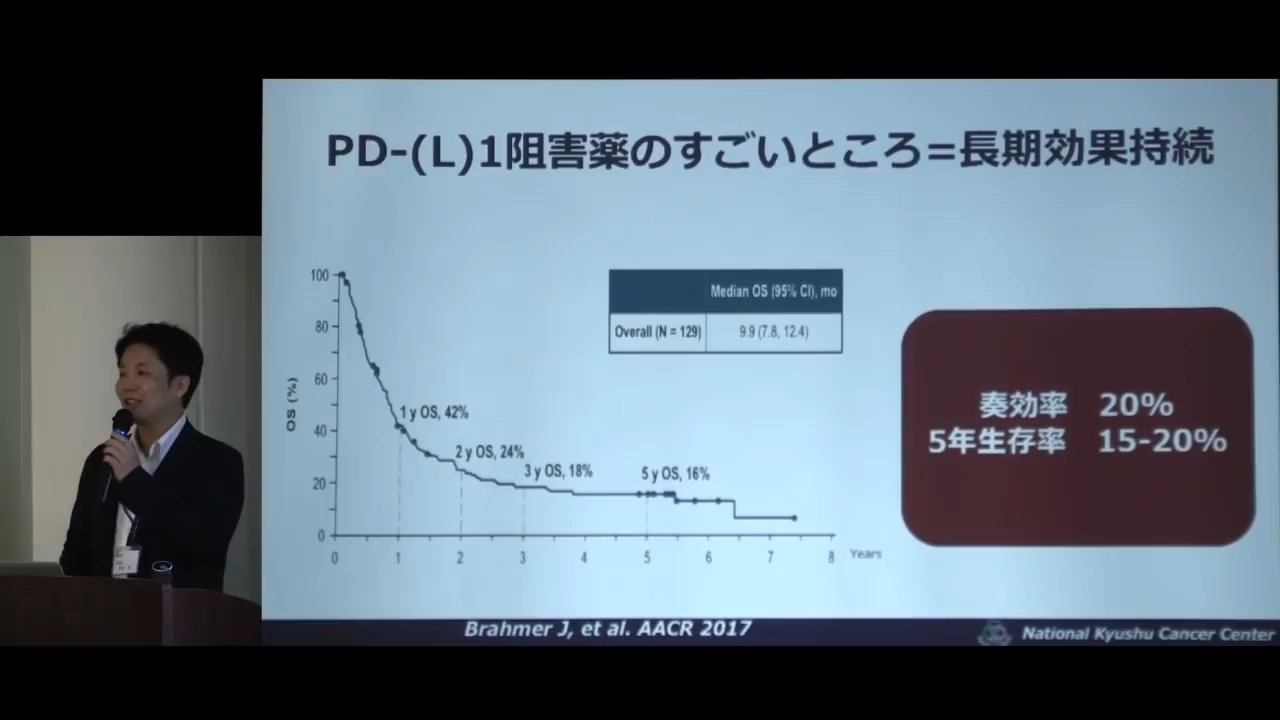 PD-(L)1阻害薬のすごいところ=長期効果持続
OS (%)
100
80
60
40
20
0
1 y OS, 42%
2 y OS, 24%
3 y OS, 18%
5 y OS, 16%
0 1 2 3 4 5 6 7 8 Years
Median OS (95% CI), mo
Overall (N = 129) 9.9 (7.8, 12.4)
奏効率 20%
5年生存率 15-20%
Brahmer J, et al. AACR 2017
National Kyushu Cancer Center